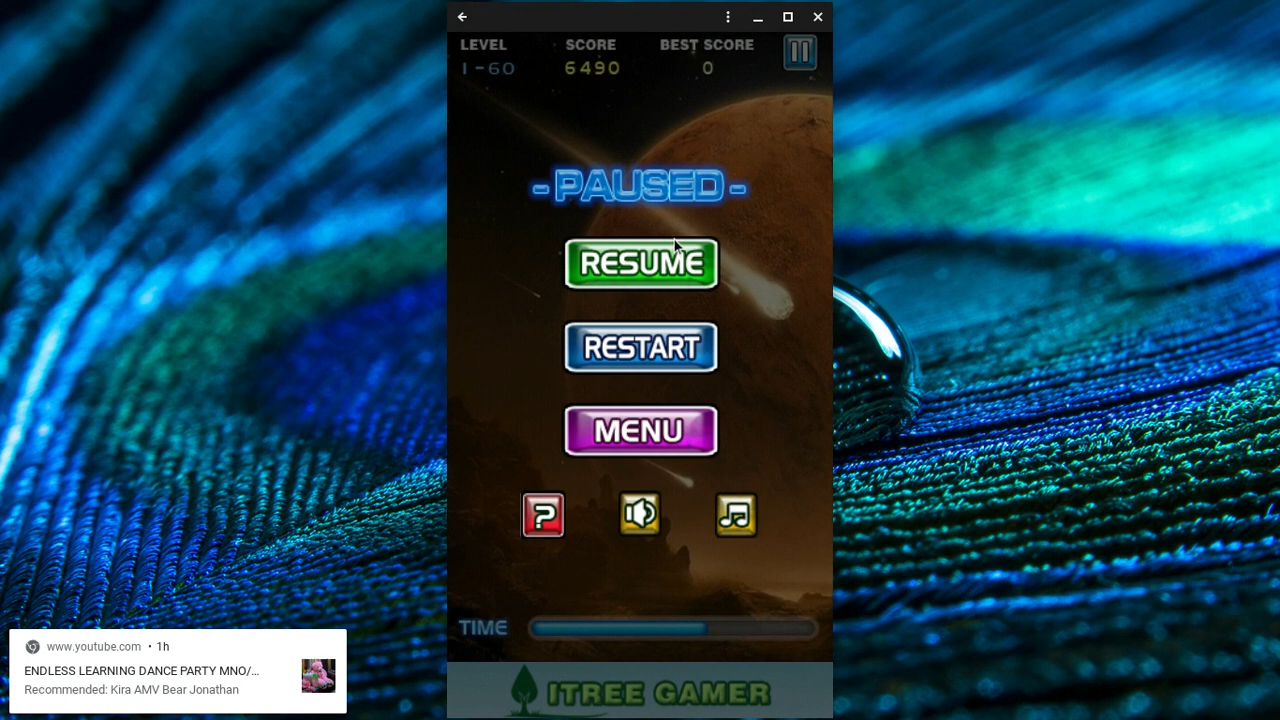 LEVEL SCORE BEST SCORE
1-60 6490 0
-PAUSED-
RESUME
RESTART
MENU
?
TIME
www.youtube.com • 1h
ENDLESS LEARNING DANCE PARTY MNO/...
Recommended: Kira AMV Bear Jonathan
ITREE GAMER